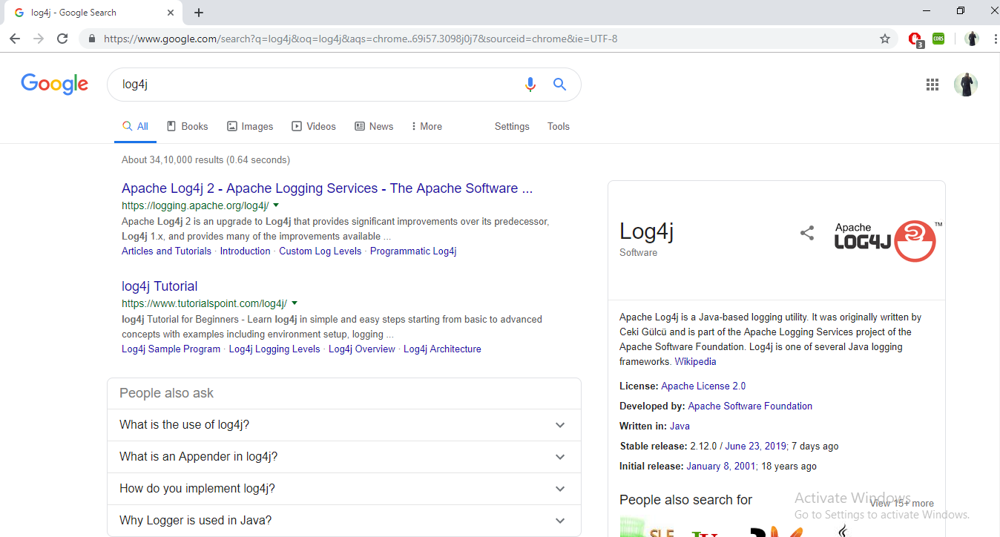 log4j - Google Search
https://www.google.com/search?q=log4j&oq=log4j&aqs=chrome..69i57.3098j0j7&sourceid=chrome&ie=UTF-8
3
CORS
Google
log4j
All Books Images Videos News More Settings Tools
About 34,10,000 results (0.64 seconds)
Apache Log4j 2 - Apache Logging Services - The Apache Software ...
https://logging.apache.org/log4j/
Apache Log4j 2 is an upgrade to Log4j that provides significant improvements over its predecessor,
Log4j 1.x, and provides many of the improvements available ...
Articles and Tutorials · Introduction · Custom Log Levels · Programmatic Log4j
log4j Tutorial
https://www.tutorialspoint.com/log4j/
log4j Tutorial for Beginners - Learn log4j in simple and easy steps starting from basic to advanced
concepts with examples including environment setup, logging ...
Log4j Sample Program · Log4j Logging Levels · Log4j Overview · Log4j Architecture
People also ask
What is the use of log4j?
What is an Appender in log4j?
How do you implement log4j?
Why Logger is used in Java?
Log4j
Software
Apache
LOG4J
TM
Apache Log4j is a Java-based logging utility. It was originally written by
Ceki Gülcü and is part of the Apache Logging Services project of the
Apache Software Foundation. Log4j is one of several Java logging
frameworks. Wikipedia
License: Apache License 2.0
Developed by: Apache Software Foundation
Written in: Java
Stable release: 2.12.0 / June 23, 2019; 7 days ago
Initial release: January 8, 2001; 18 years ago
People also search for
View 15+ more
Activate Windows
Go to Settings to activate Windows.